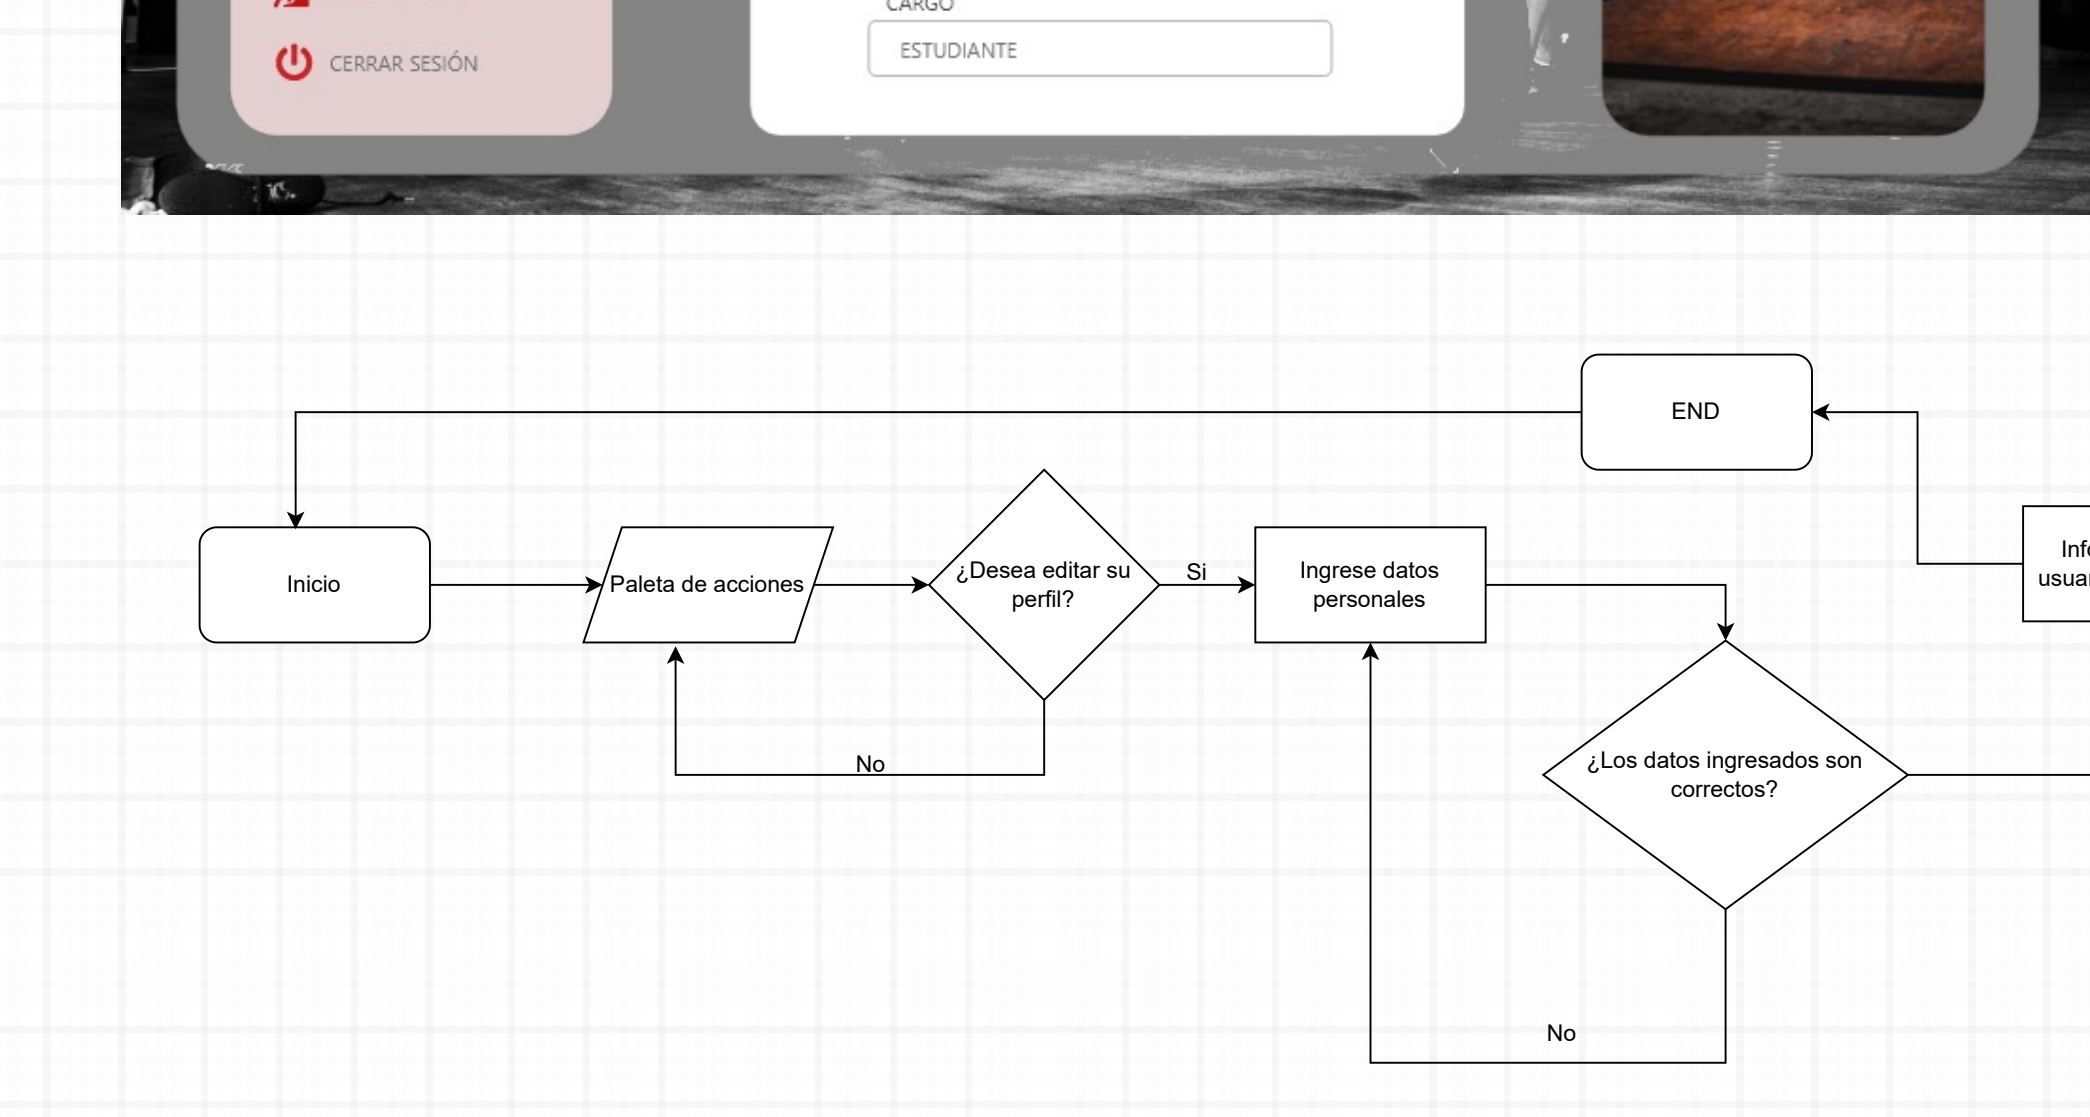 CARGO
ESTUDIANTE
CERRAR SESIÓN
END
Inicio
Paleta de acciones
¿Desea editar su
perfil?
Si
Ingrese datos
personales
No
¿Los datos ingresados son
correctos?
No